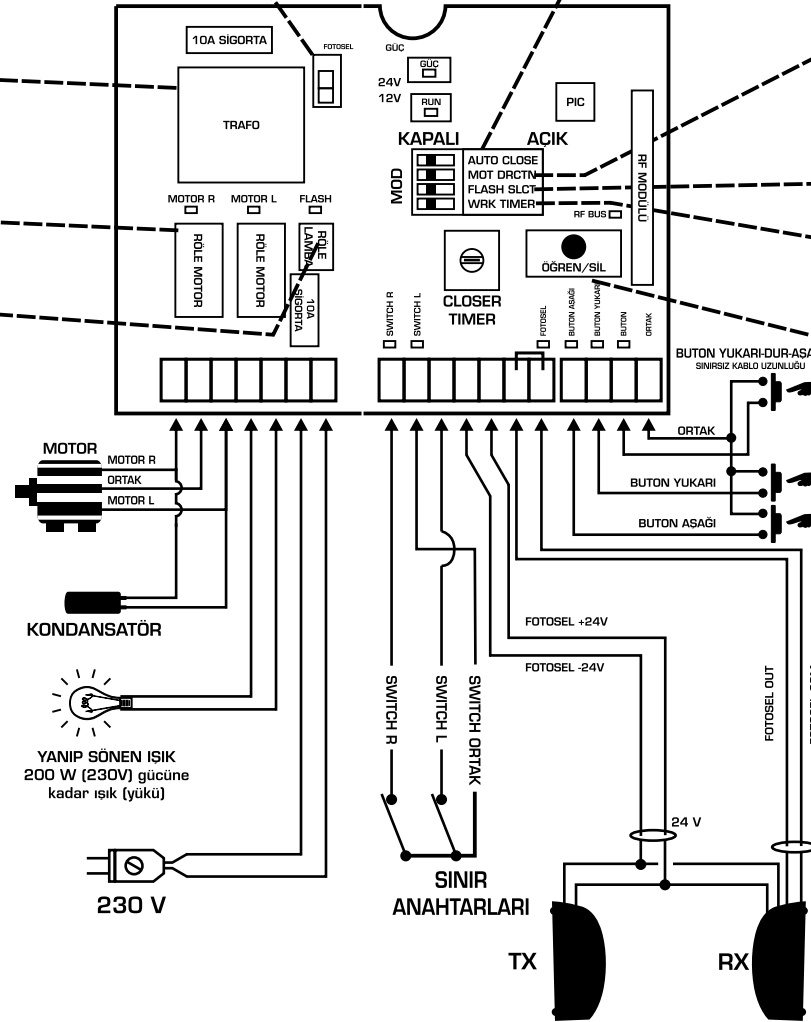 10A SİGORTA
FOTOSEL
GÜÇ
GÜÇ
24V
12V
RUN
PIC
TRAFO
KAPALI
AÇIK
MOD
AUTO CLOSE
MOT DRCTN
FLASH SLCT
WRK TIMER
RF MODÜLÜ
RF BUS
MOTOR R
MOTOR L
FLASH
RÖLE MOTOR
RÖLE MOTOR
RÖLE
LAMBA
10A
SİGORTA
ÖĞREN/SİL
CLOSER
TIMER
SWITCH R
SWITCH L
FOTOSEL
BUTON AŞAĞI
BUTON YUKARI
BUTON
ORTAK
BUTON YUKARI-DUR-AŞA
SINIRSIZ KABLO UZUNLUĞU
ORTAK
BUTON YUKARI
BUTON AŞAĞI
MOTOR
MOTOR R
ORTAK
MOTOR L
KONDANSATÖR
YANIP SÖNEN IŞIK
200 W (230V) gücüne
kadar ışık (yükü)
230 V
SWITCH R
SWITCH L
SWITCH ORTAK
SINIR
ANAHTARLARI
FOTOSEL +24V
FOTOSEL -24V
FOTOSEL OUT
24 V
TX
RX